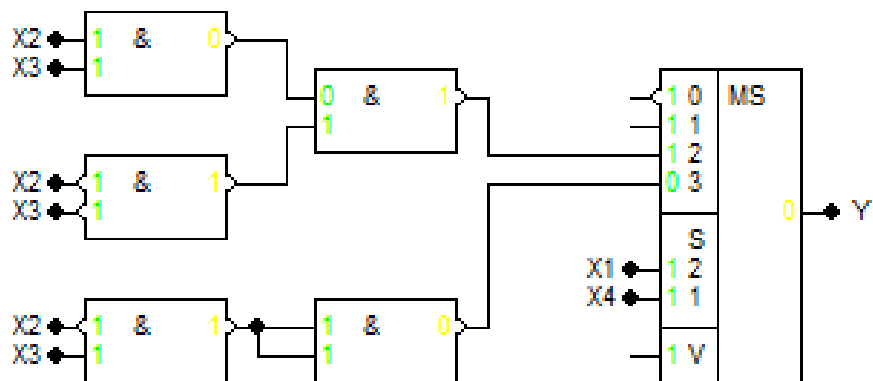 X2 1 & 0
X3 1
0 & 1
1
1 0 MS
1 1
1 2
0 3
X2 1 & 1
X3 1
0 Y
S
X1 1 2
X4 1 1
X2 1 & 1
X3 1
1 & 0
1
1 V